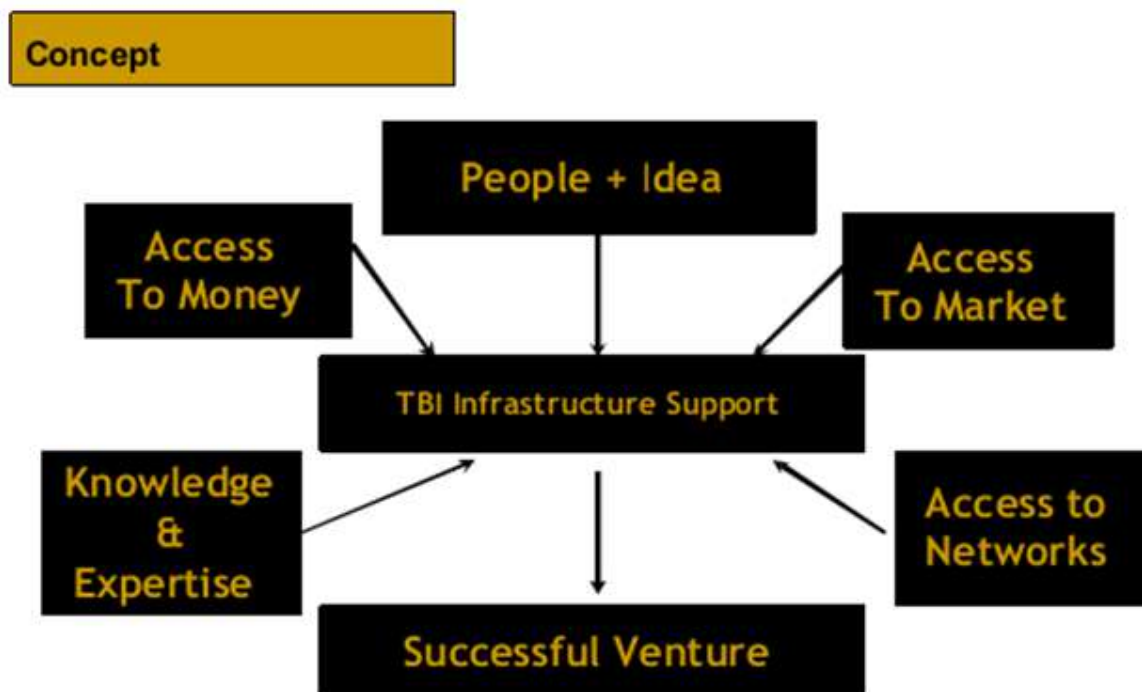 Concept
People + Idea
Access
To Money
Access
To Market
TBI Infrastructure Support
Knowledge
&
Expertise
Access to
Networks
Successful Venture